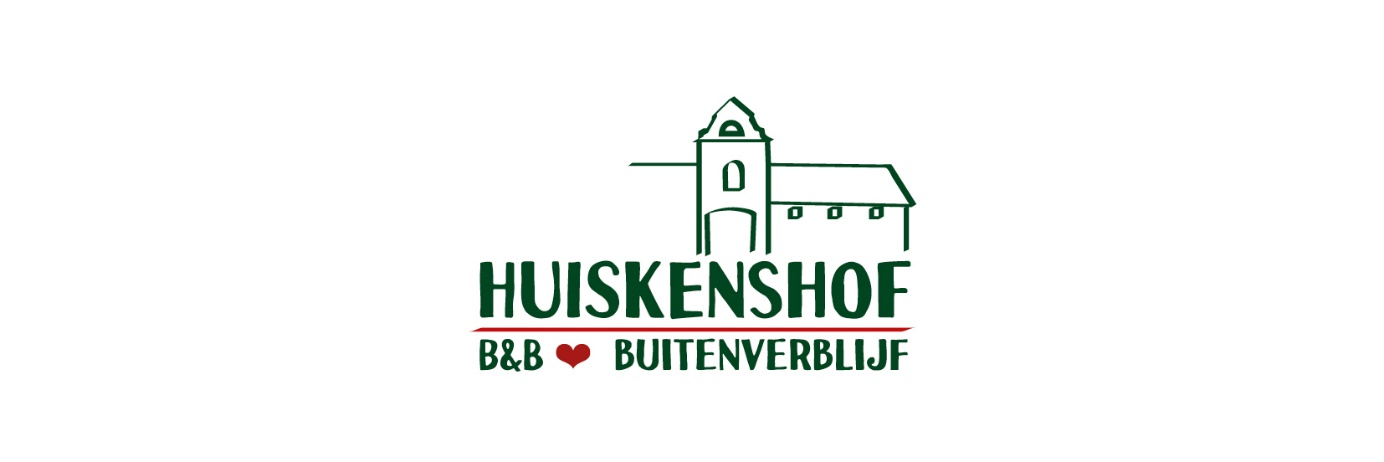 HUISKENSHOF
B&B ❤ BUITENVERBLIJF